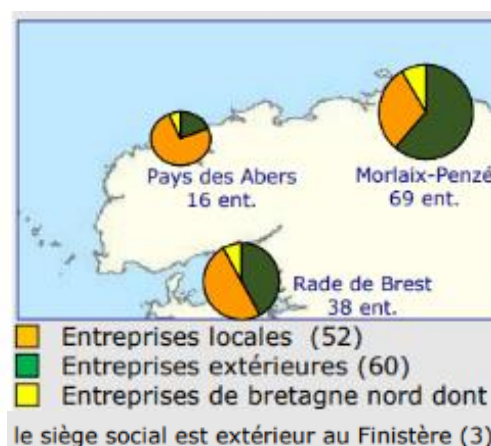 Pays des Abers
16 ent.
Morlaix-Penzé
69 ent.
Rade de Brest
38 ent.
Entreprises locales (52)
Entreprises extérieures (60)
Entreprises de bretagne nord dont
le siège social est extérieur au Finistère (3)